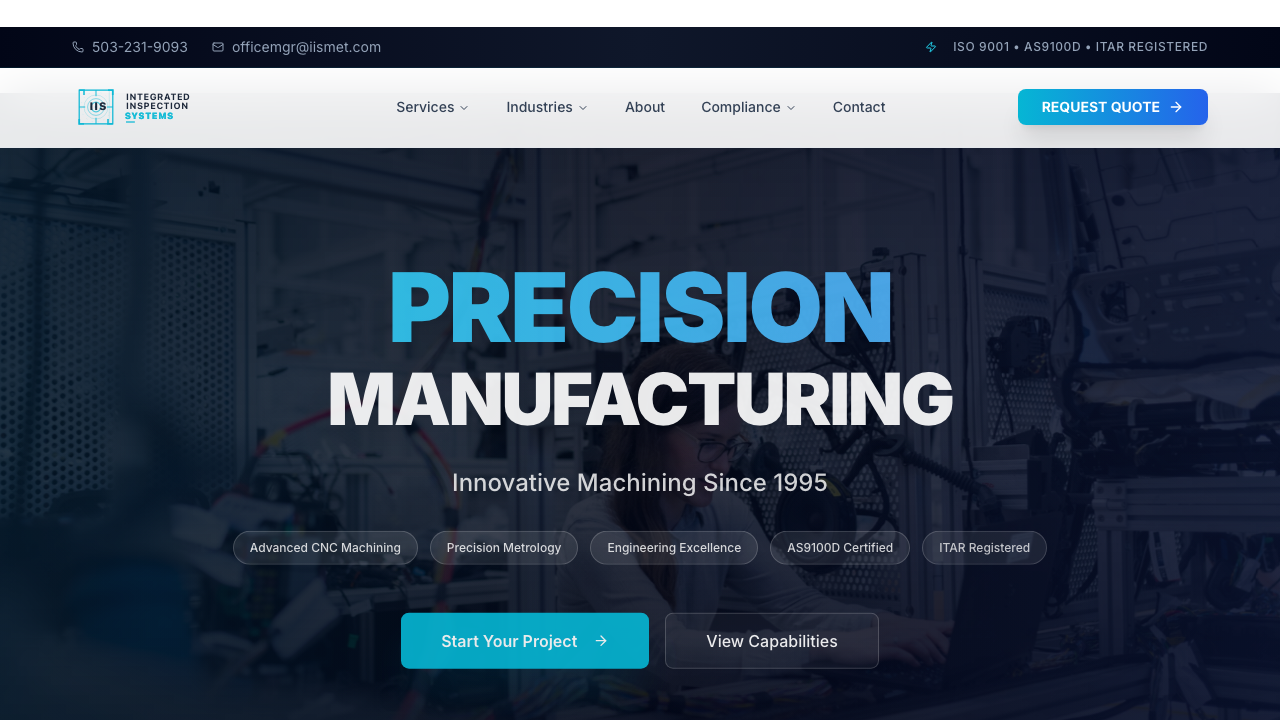 503-231-9093
officemgr@iismet.com
ISO 9001 • AS9100D • ITAR REGISTERED
IIS
INTEGRATED
INSPECTION
SYSTEMS
Services
Industries
About
Compliance
Contact
REQUEST QUOTE
PRECISION
MANUFACTURING
Innovative Machining Since 1995
Advanced CNC Machining
Precision Metrology
Engineering Excellence
AS9100D Certified
ITAR Registered
Start Your Project
View Capabilities